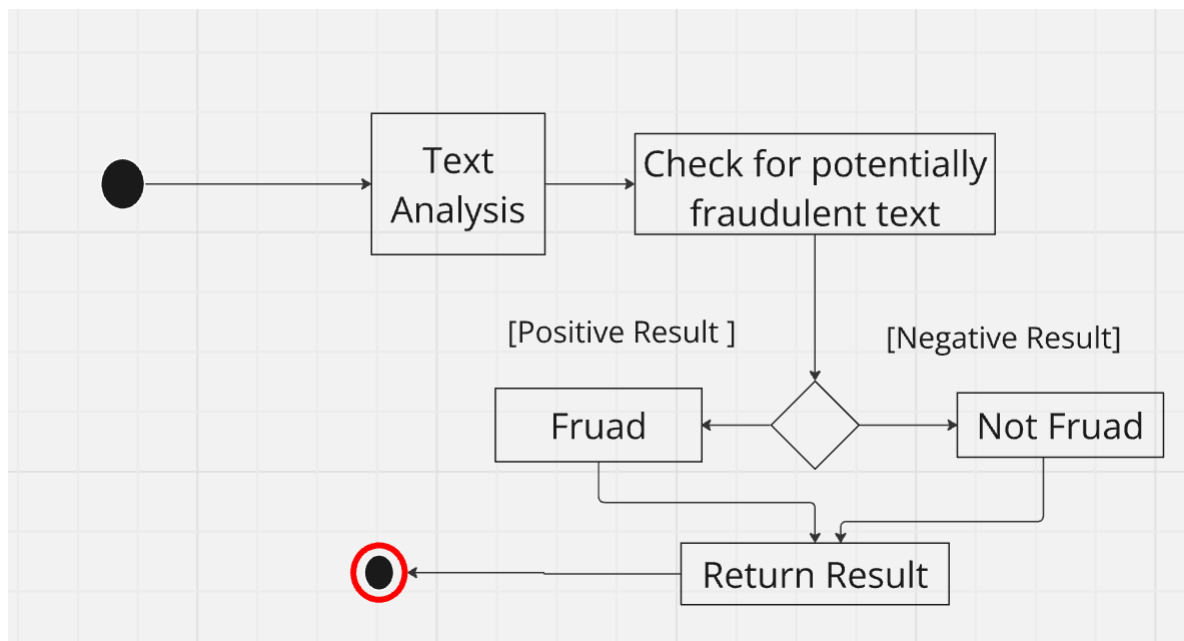 Text
Analysis
Check for potentially
fraudulent text
[Positive Result ]
[Negative Result]
Fruad
Not Fruad
Return Result